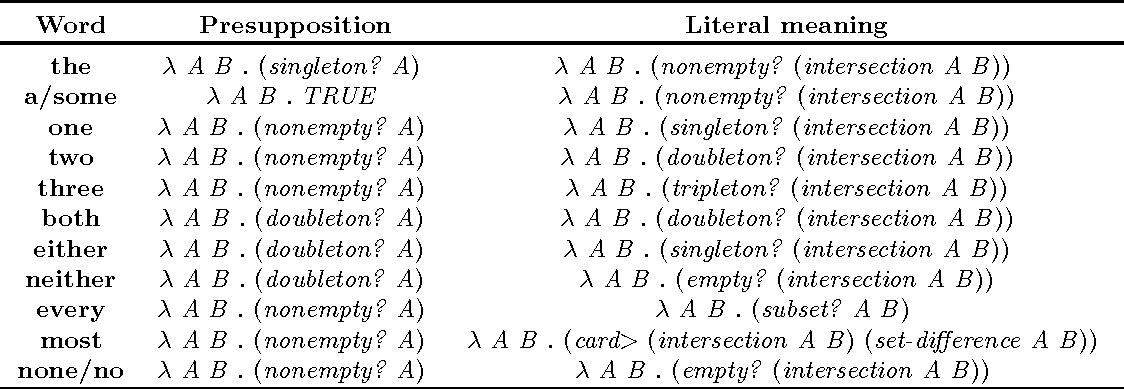 Word Presupposition Literal meaning
the λ A B . (singleton? A) λ A B . (nonempty? (intersection A B))
a/some λ A B . TRUE λ A B . (nonempty? (intersection A B))
one λ A B . (nonempty? A) λ A B . (singleton? (intersection A B))
two λ A B . (nonempty? A) λ A B . (doubleton? (intersection A B))
three λ A B . (nonempty? A) λ A B . (tripleton? (intersection A B))
both λ A B . (doubleton? A) λ A B . (doubleton? (intersection A B))
either λ A B . (doubleton? A) λ A B . (singleton? (intersection A B))
neither λ A B . (doubleton? A) λ A B . (empty? (intersection A B))
every λ A B . (nonempty? A) λ A B . (subset? A B)
most λ A B . (nonempty? A) λ A B . (card> (intersection A B) (set-difference A B))
none/no λ A B . (nonempty? A) λ A B . (empty? (intersection A B))